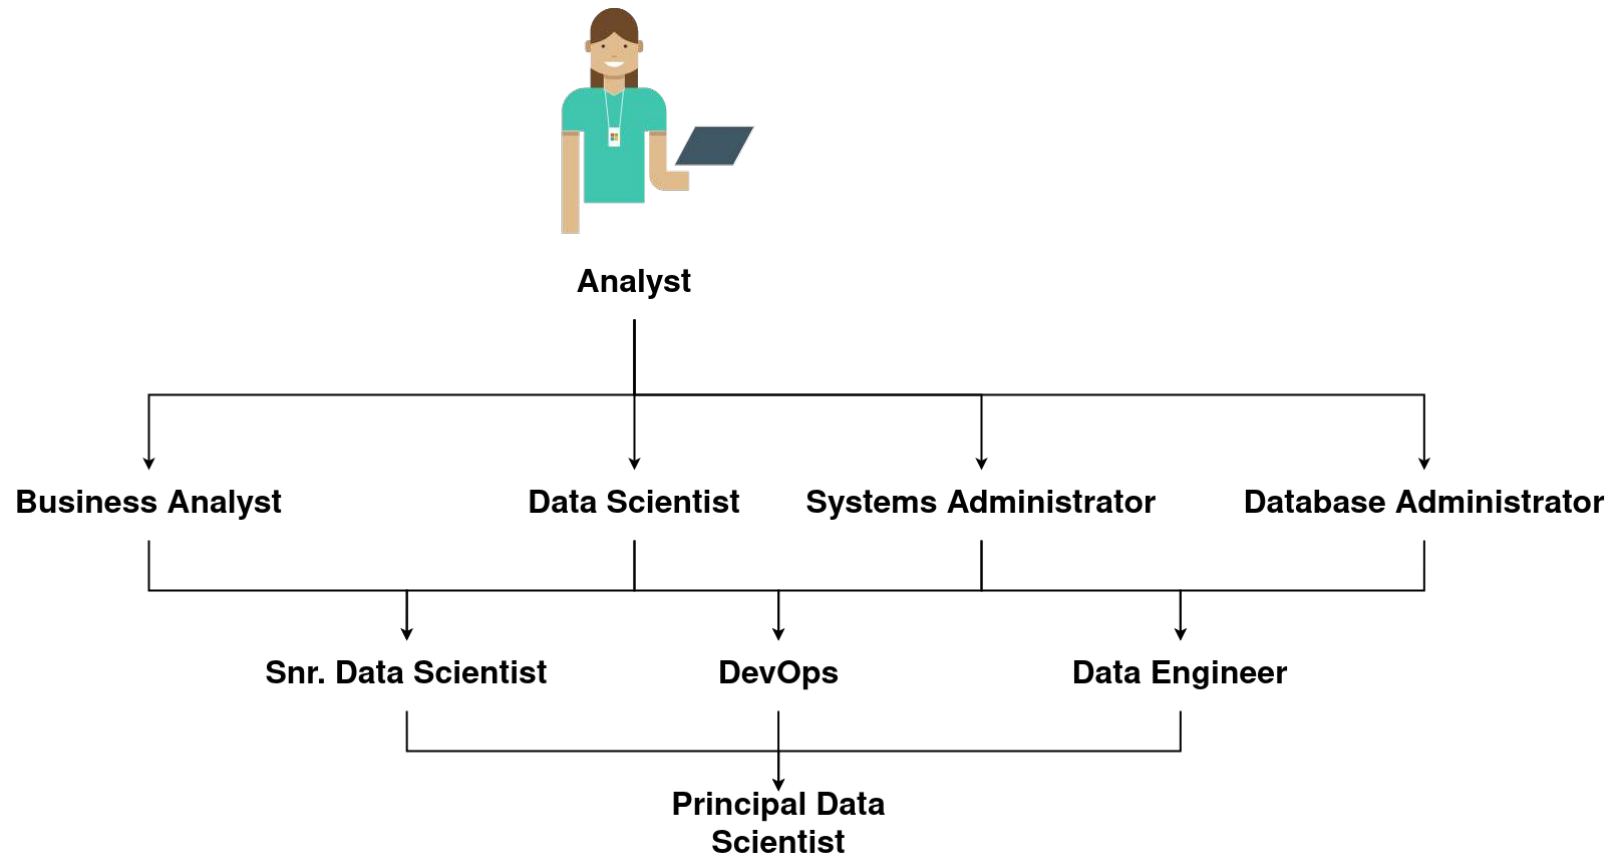 Analyst
Business Analyst
Data Scientist
Systems Administrator
Database Administrator
Snr. Data Scientist
DevOps
Data Engineer
Principal Data
Scientist